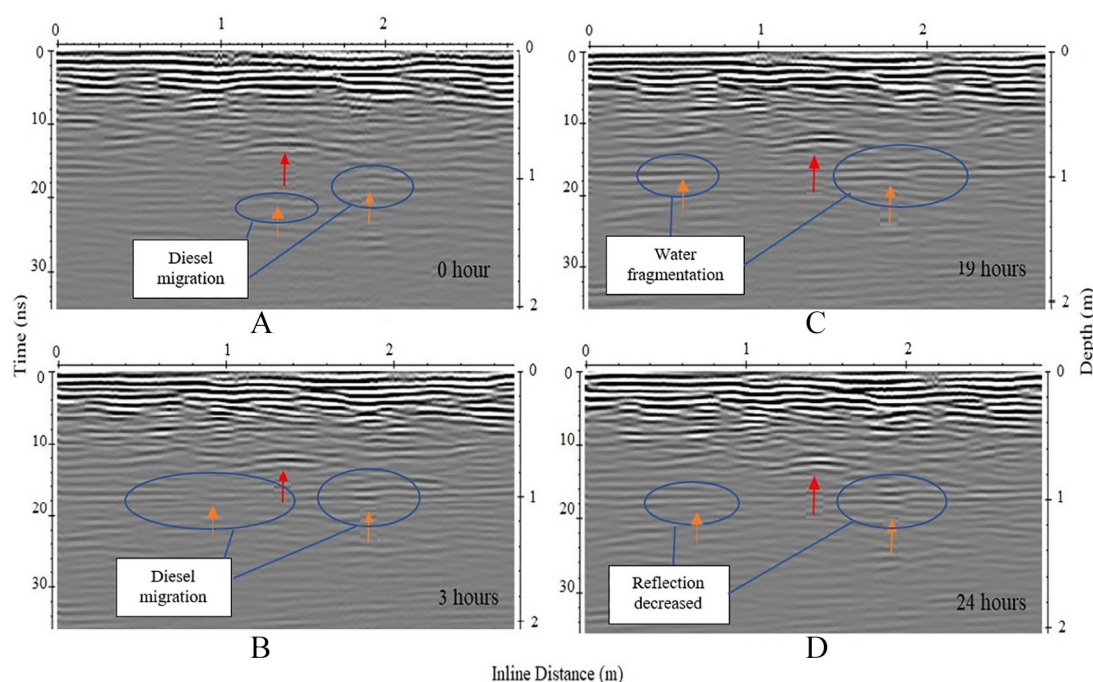 0 1 2
0 0
10
20 1
30
2
Diesel
migration
0 hour
A
0 1 2
0 0
10
20 1
30
2
Water
fragmentation
19 hours
C
Time (ns)
Depth (m)
0 1 2
0 0
10
20 1
30
2
Diesel
migration
3 hours
B
0 1 2
0 0
10
20 1
30
2
Reflection
decreased
24 hours
D
Inline Distance (m)